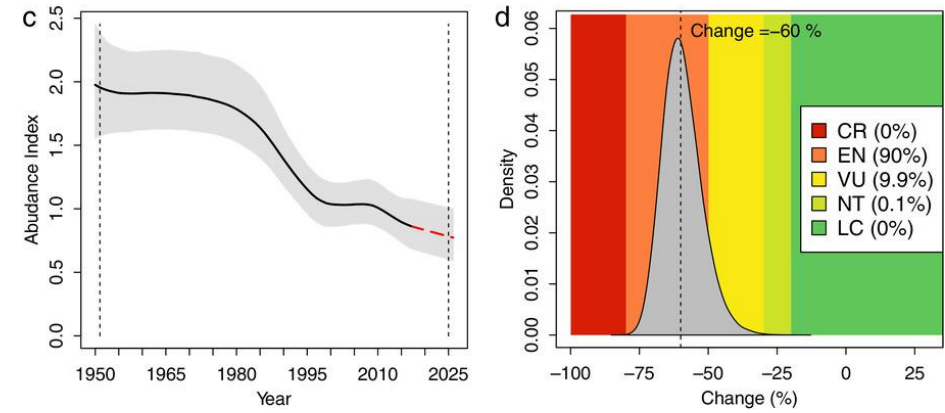 c
2.5
2.0
1.5
1.0
0.5
0.0
Abudance Index
1950 1965 1980 1995 2010 2025
Year
d
0.06
0.05
0.04
0.03
0.02
0.01
0.00
Density
Change =−60 %
CR (0%)
EN (90%)
VU (9.9%)
NT (0.1%)
LC (0%)
−100 −75 −50 −25 0 25
Change (%)